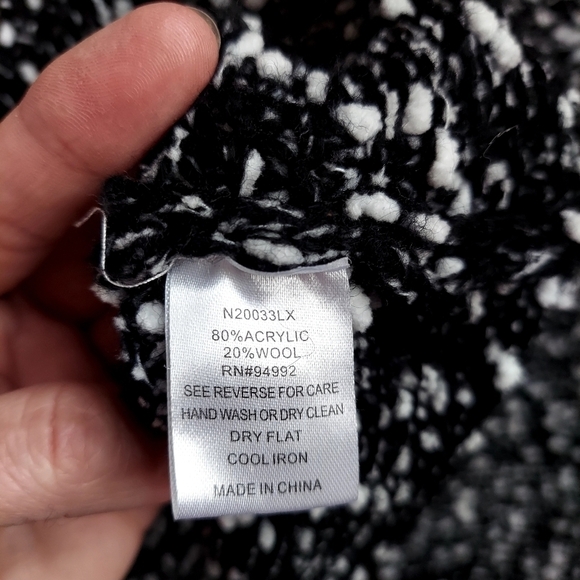 N20033LX
80%ACRYLIC
20%WOOL
RN#94992
SEE REVERSE FOR CARE
HAND WASH OR DRY CLEAN
DRY FLAT
COOL IRON
MADE IN CHINA